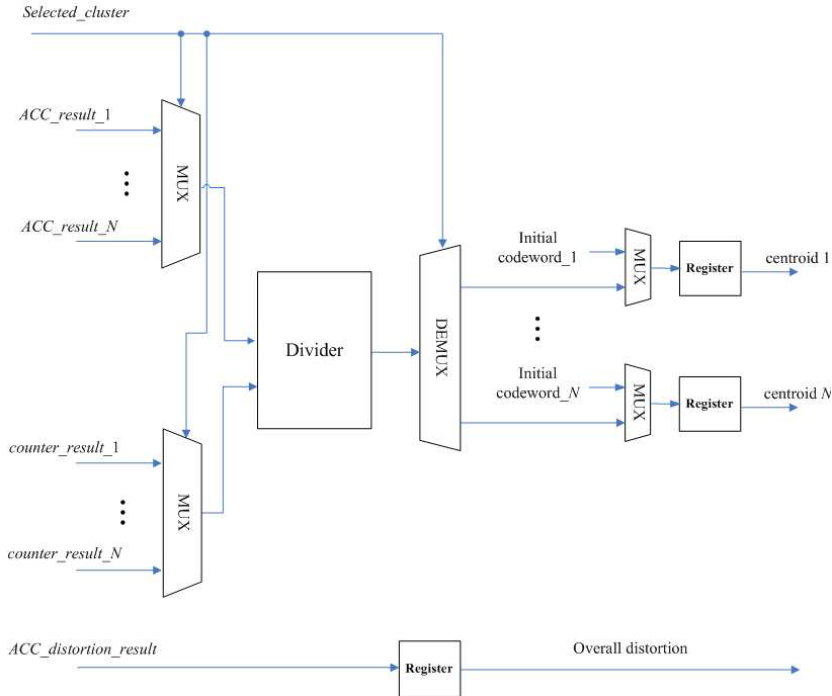 Selected_cluster
ACC_result_1
MUX
ACC_result_N
Initial
codeword_1
MUX
Register
centroid 1
Divider
DEMUX
Initial
codeword_N
MUX
Register
centroid N
counter_result_1
MUX
counter_result_N
ACC_distortion_result
Register
Overall distortion